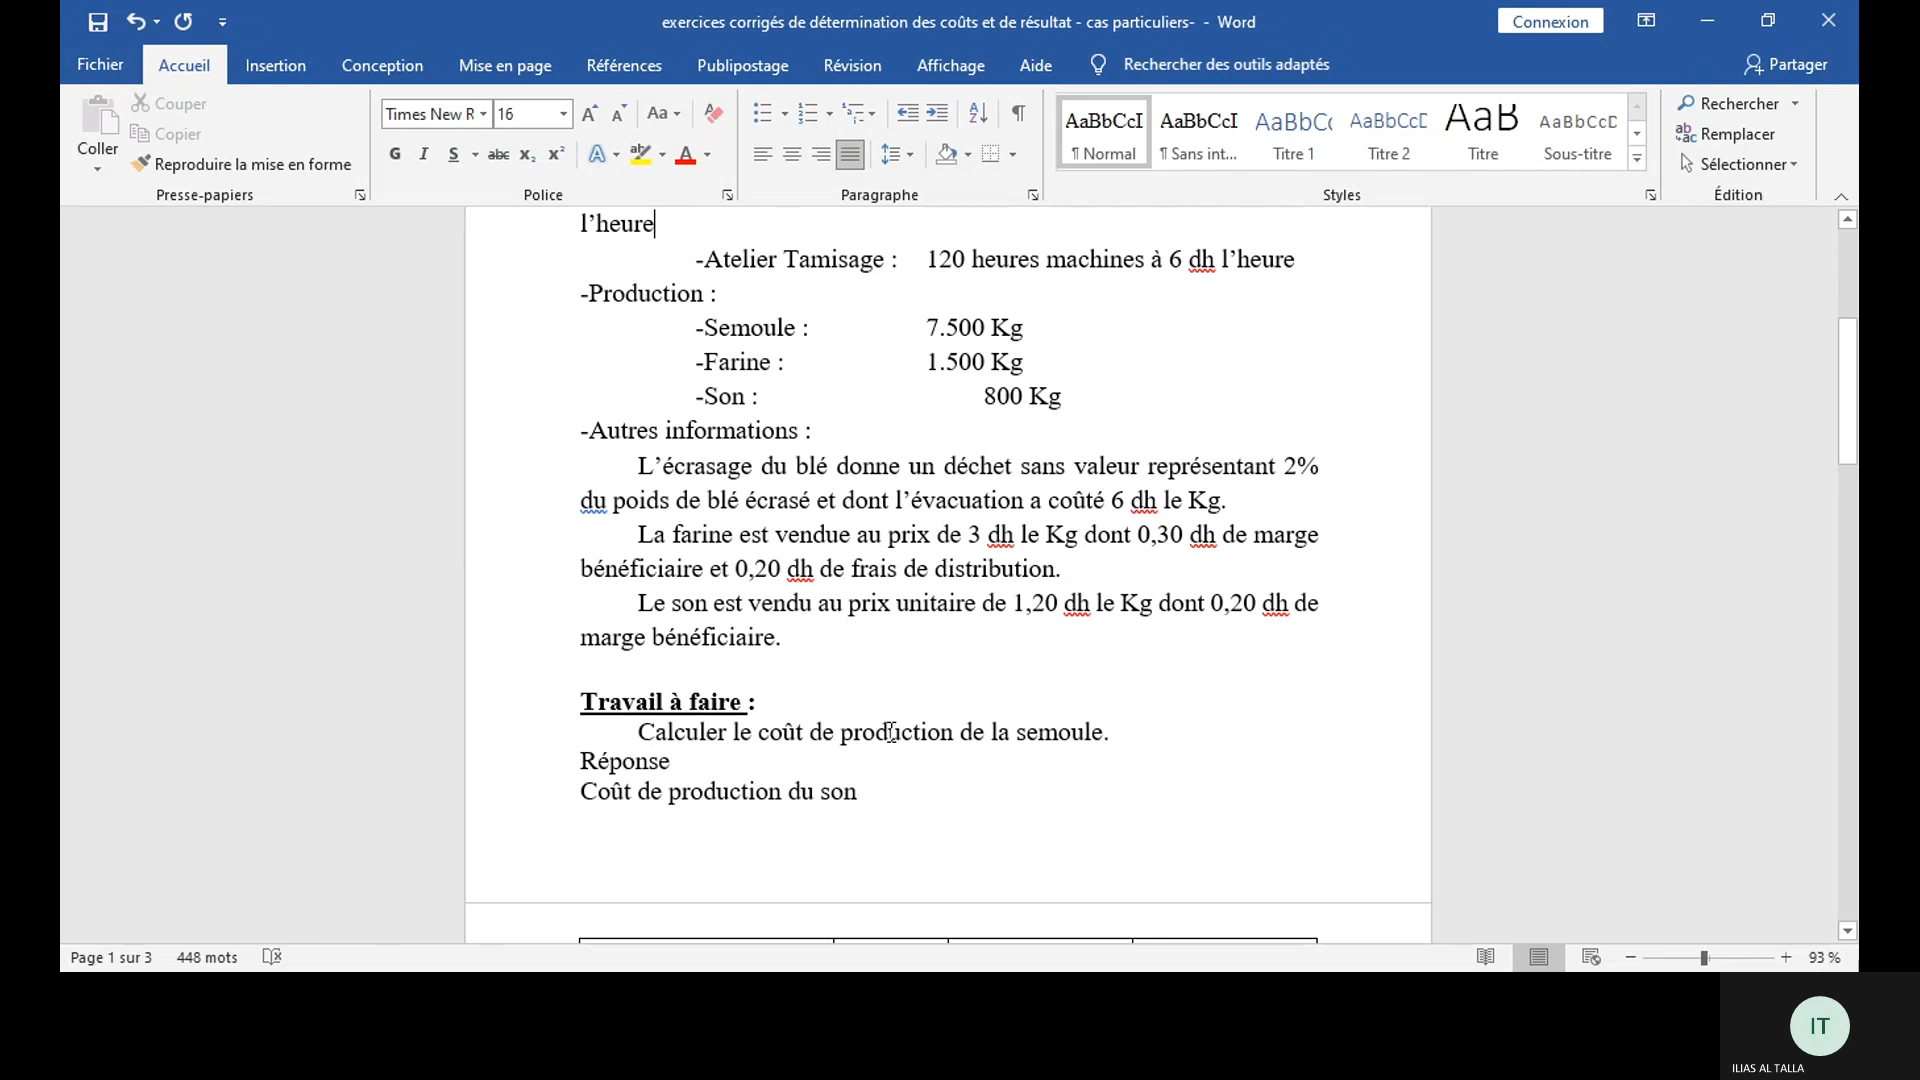 exercices corrigés de détermination des coûts et de résultat - cas particuliers- - Word
Connexion
Fichier Accueil Insertion Conception Mise en page Références Publipostage Révision Affichage Aide Rechercher des outils adaptés Partager
Coller
Couper
Copier
Reproduire la mise en forme
Presse-papiers
Times New R 16
G I S abc x₂ x²
Police
Paragraphe
AaBbCcI AaBbCcI AaBbCc AaBbCcD AaB AaBbCcD
¶ Normal ¶ Sans int... Titre 1 Titre 2 Titre Sous-titre
Styles
Rechercher
Remplacer
Sélectionner
Édition
l’heure
-Atelier Tamisage : 120 heures machines à 6 dh l’heure
-Production :
-Semoule : 7.500 Kg
-Farine : 1.500 Kg
-Son : 800 Kg
-Autres informations :
L’écrasage du blé donne un déchet sans valeur représentant 2%
du poids de blé écrasé et dont l’évacuation a coûté 6 dh le Kg.
La farine est vendue au prix de 3 dh le Kg dont 0,30 dh de marge
bénéficiaire et 0,20 dh de frais de distribution.
Le son est vendu au prix unitaire de 1,20 dh le Kg dont 0,20 dh de
marge bénéficiaire.
Travail à faire :
Calculer le coût de production de la semoule.
Réponse
Coût de production du son
Page 1 sur 3 448 mots 93 %
IT
ILIAS AL TALLA